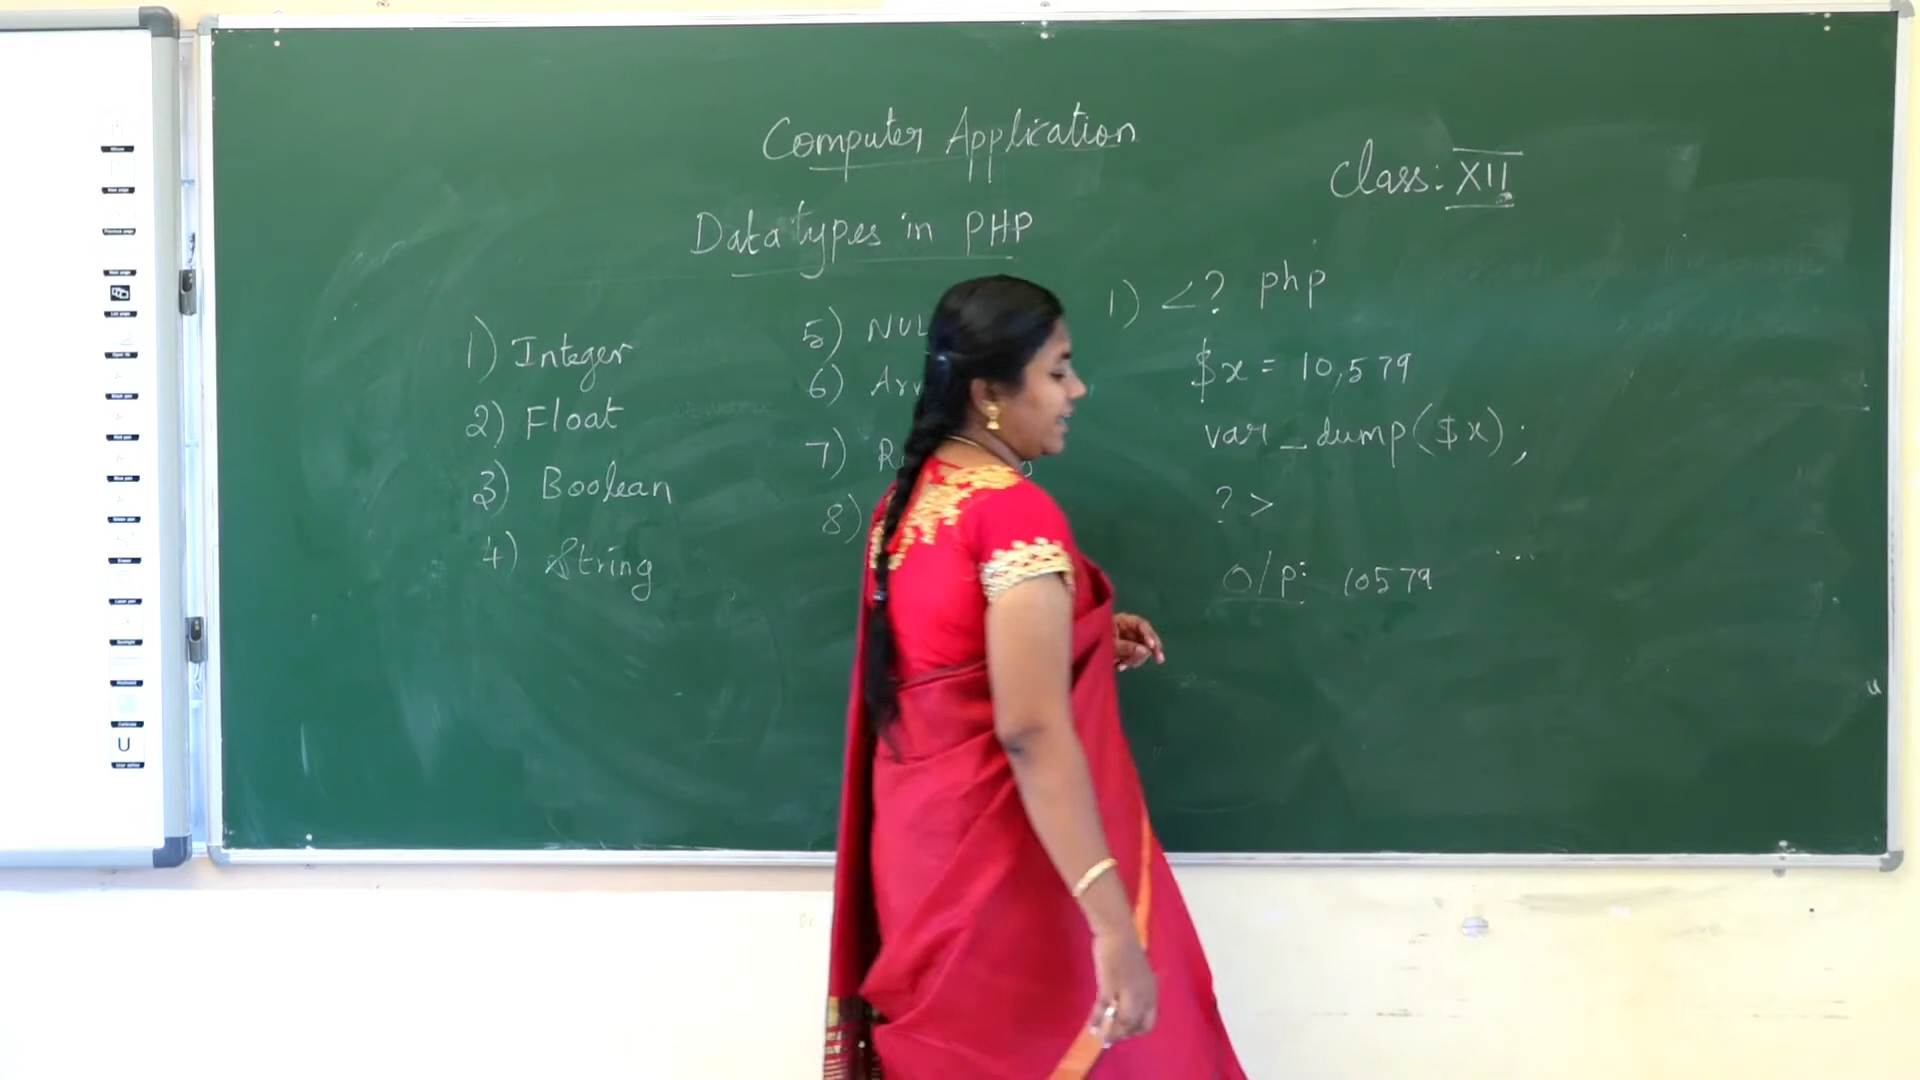 Computer Application
Class: XII
Data types in PHP
1) Integer
2) Float
3) Boolean
4) String
5) NUL
6) Arr
7) R
8)
1) <? php
$x = 10,579
var_dump($x);
? >
O/P: 10579
U